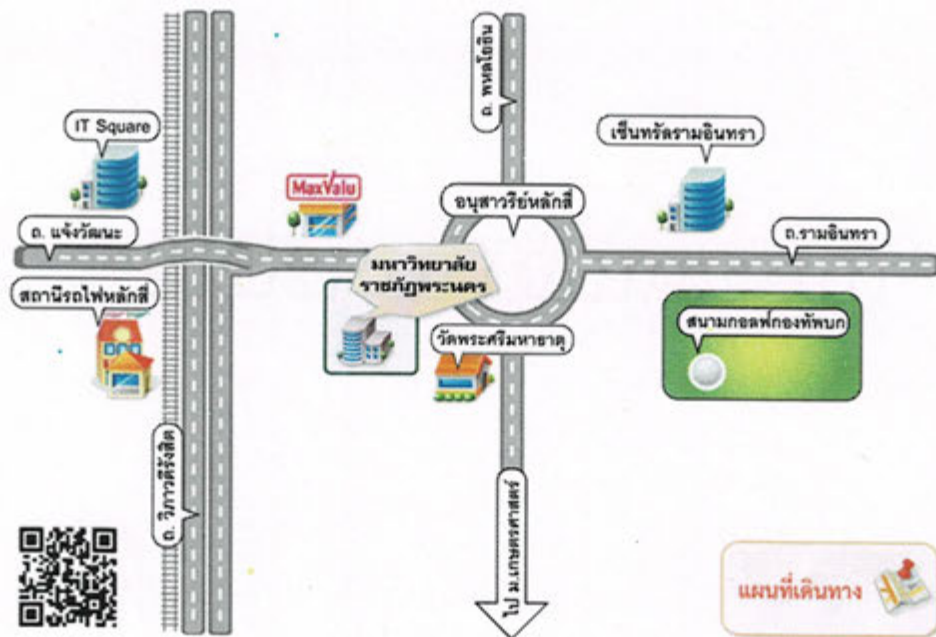 ถ. พหลโยธิน
IT Square
เซ็นทรัลรามอินทรา
MaxValu
อนุสาวรีย์หลักสี่
ถ. แจ้งวัฒนะ
ถ.รามอินทรา
มหาวิทยาลัย
ราชภัฏพระนคร
สถานีรถไฟหลักสี่
สนามกอล์ฟกองทัพบก
วัดพระศรีมหาธาตุ
ถ. วิภาวดีรังสิต
ไป ม.เกษตรศาสตร์
แผนที่เดินทาง